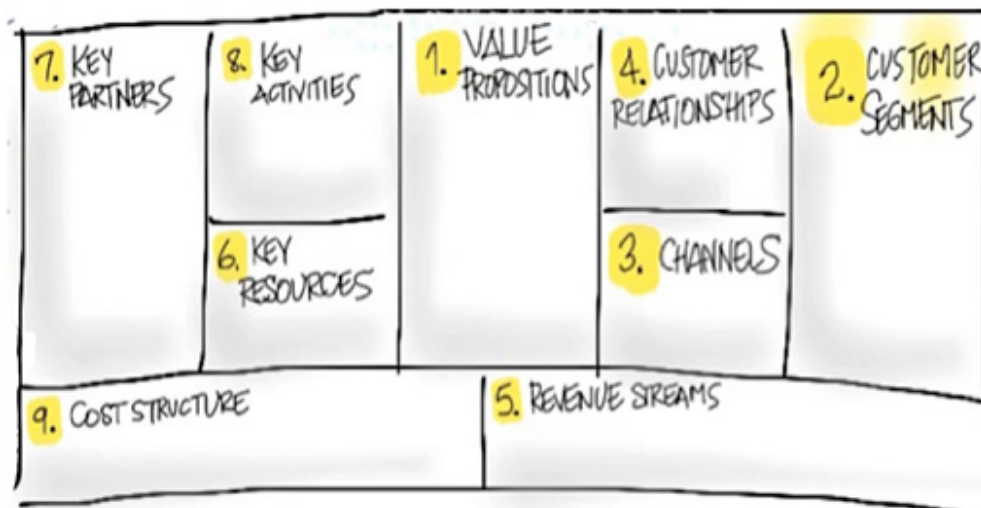 7. KEY
PARTNERS
8. KEY
ACTIVITIES
1. VALUE
PROPOSITIONS
4. CUSTOMER
RELATIONSHIPS
2. CUSTOMER
SEGMENTS
6. KEY
RESOURCES
3. CHANNELS
9. COST STRUCTURE
5. REVENUE STREAMS